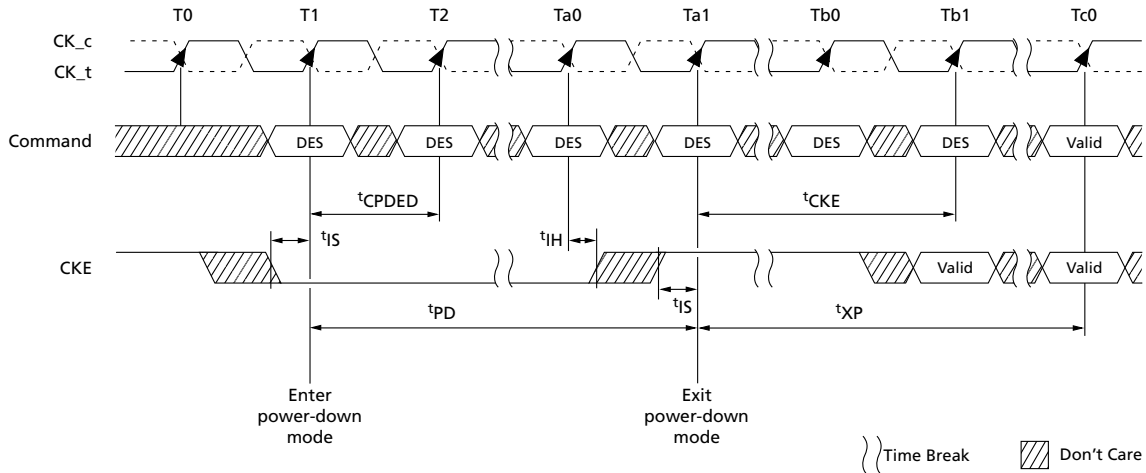 T0 T1 T2 Ta0 Ta1 Tb0 Tb1 Tc0
CK_c
CK_t
Command DES DES DES DES DES DES Valid
tCPDED tCKE
tIS tIH
CKE Valid Valid
tIS
tPD tXP
Enter
power-down
mode
Exit
power-down
mode
Time Break Don't Care